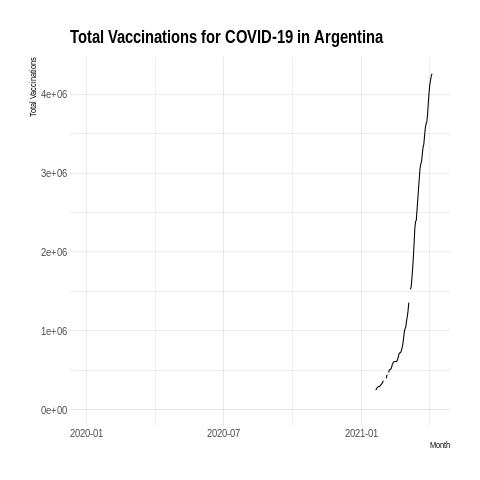 Total Vaccinations for COVID-19 in Argentina
Total Vaccinations
4e+06
3e+06
2e+06
1e+06
0e+00
2020-01 2020-07 2021-01
Month